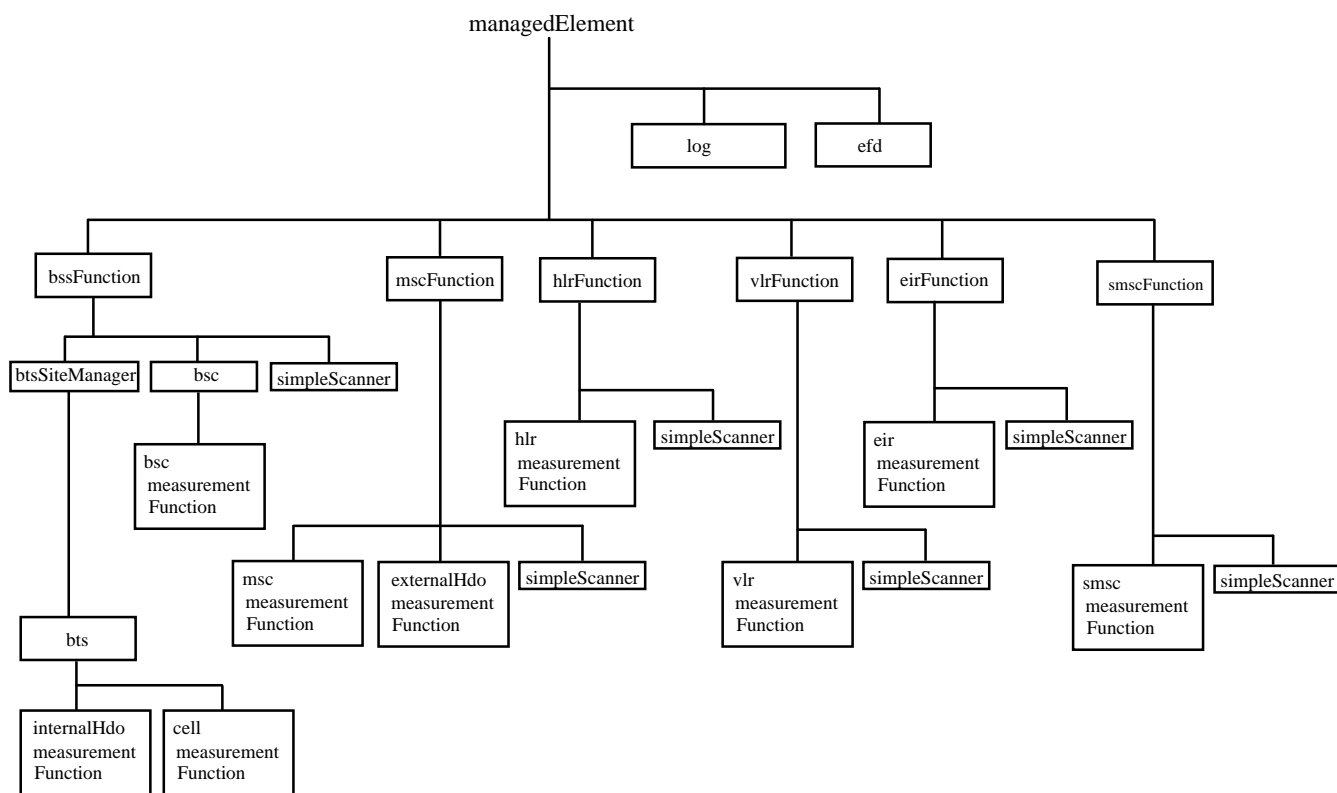 managedElement
log
efd
bssFunction
mscFunction
hlrFunction
vlrFunction
eirFunction
smscFunction
btsSiteManager
bsc
simpleScanner
bsc
measurement
Function
hlr
measurement
Function
simpleScanner
eir
measurement
Function
simpleScanner
msc
measurement
Function
externalHdo
measurement
Function
simpleScanner
vlr
measurement
Function
simpleScanner
smsc
measurement
Function
simpleScanner
bts
internalHdo
measurement
Function
cell
measurement
Function